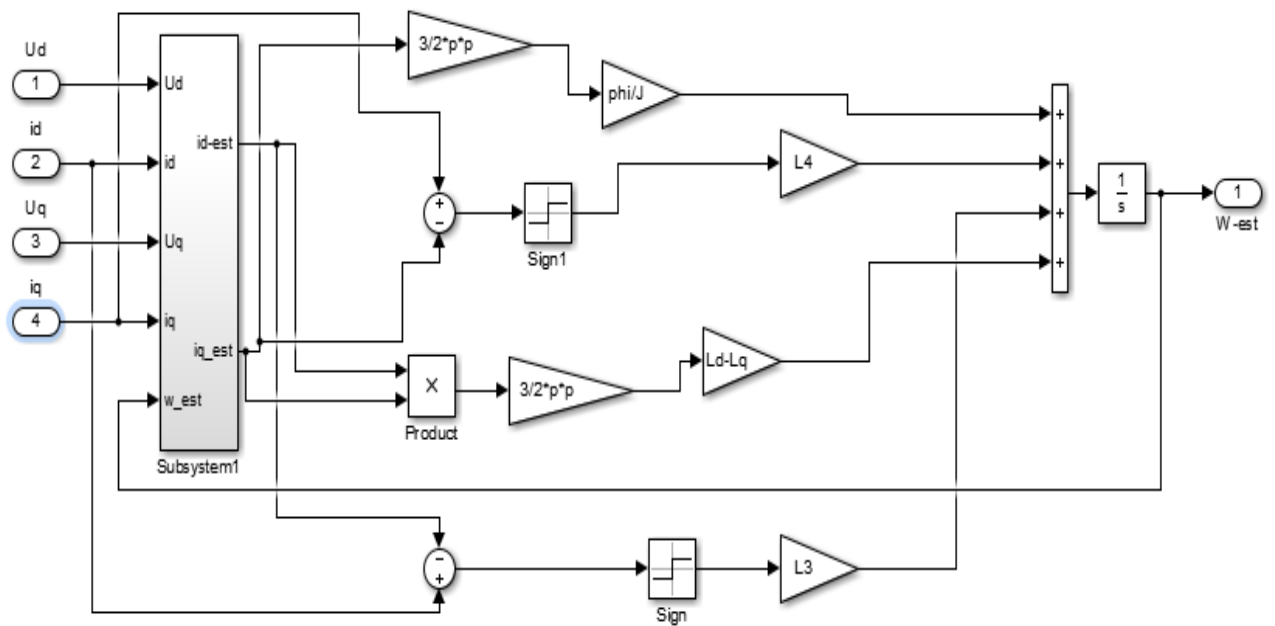 Ud
1
id
2
Uq
3
iq
4
Ud
id
Uq
iq
w_est
id-est
iq_est
Subsystem1
3/2*p*p
phi/J
+
−
Sign1
L4
X
Product
3/2*p*p
Ld-Lq
−
+
Sign
L3
+
+
+
+
1
s
1
W-est